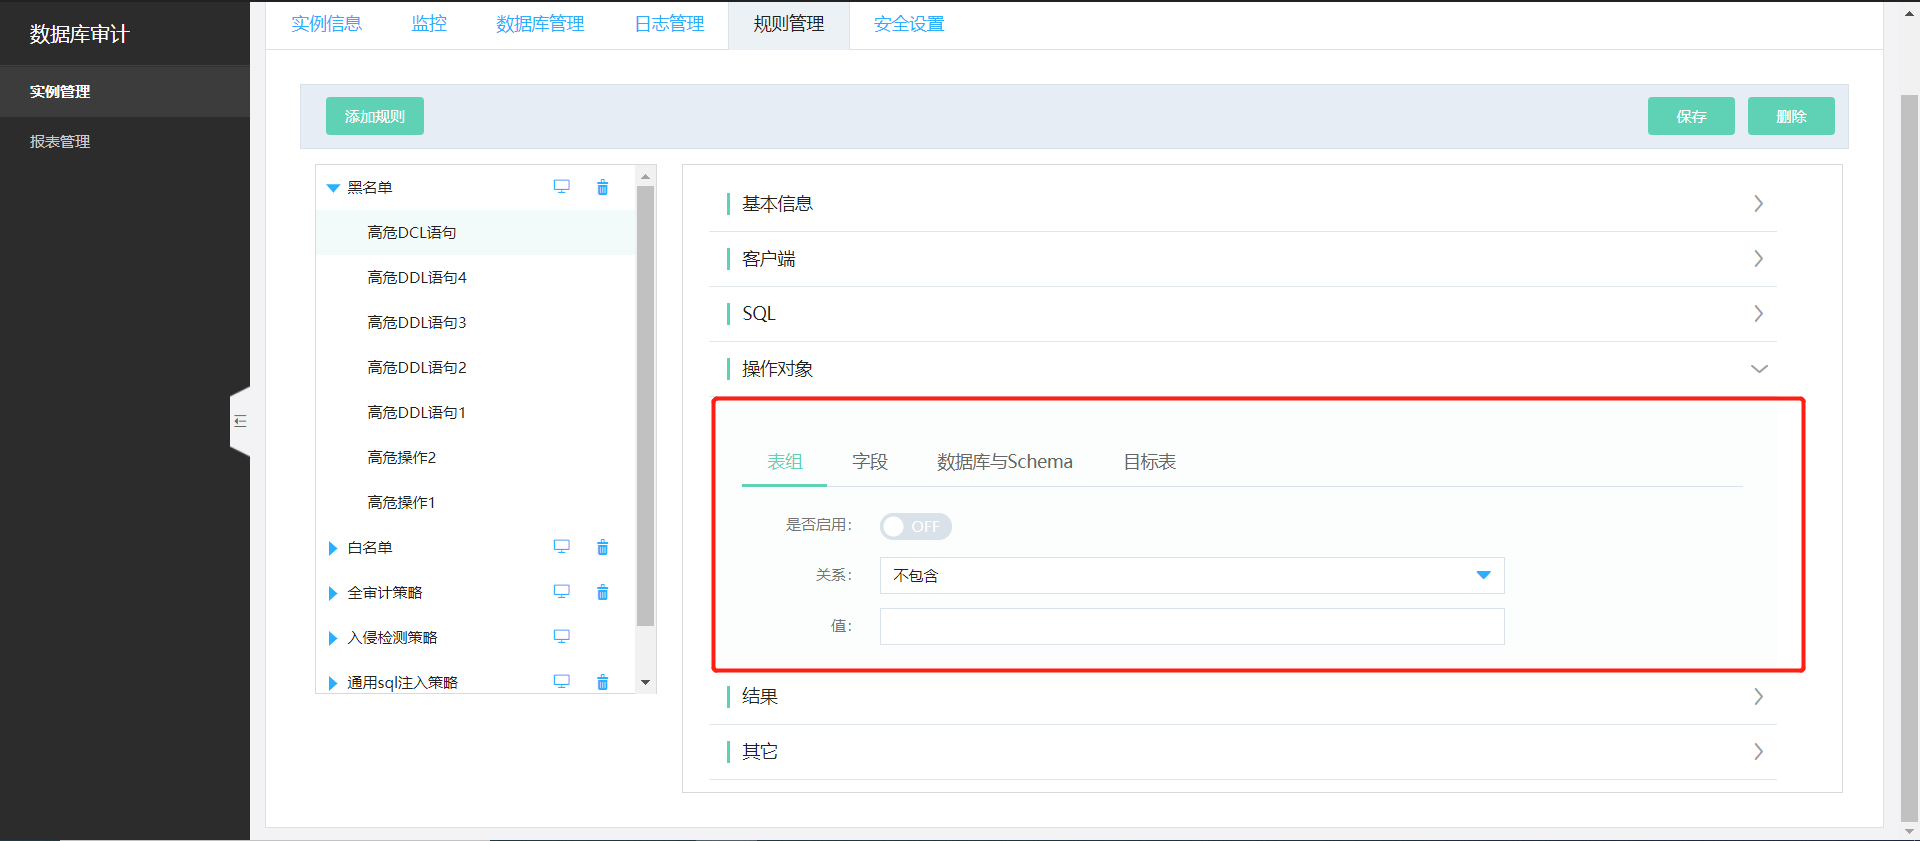 数据库审计
实例管理
报表管理
实例信息 监控 数据库管理 日志管理 规则管理 安全设置
添加规则 保存 删除
黑名单
高危DCL语句
高危DDL语句4
高危DDL语句3
高危DDL语句2
高危DDL语句1
高危操作2
高危操作1
白名单
全审计策略
入侵检测策略
通用sql注入策略
基本信息
客户端
SQL
操作对象
表组 字段 数据库与Schema 目标表
是否启用： OFF
关系： 不包含
值：
结果
其它